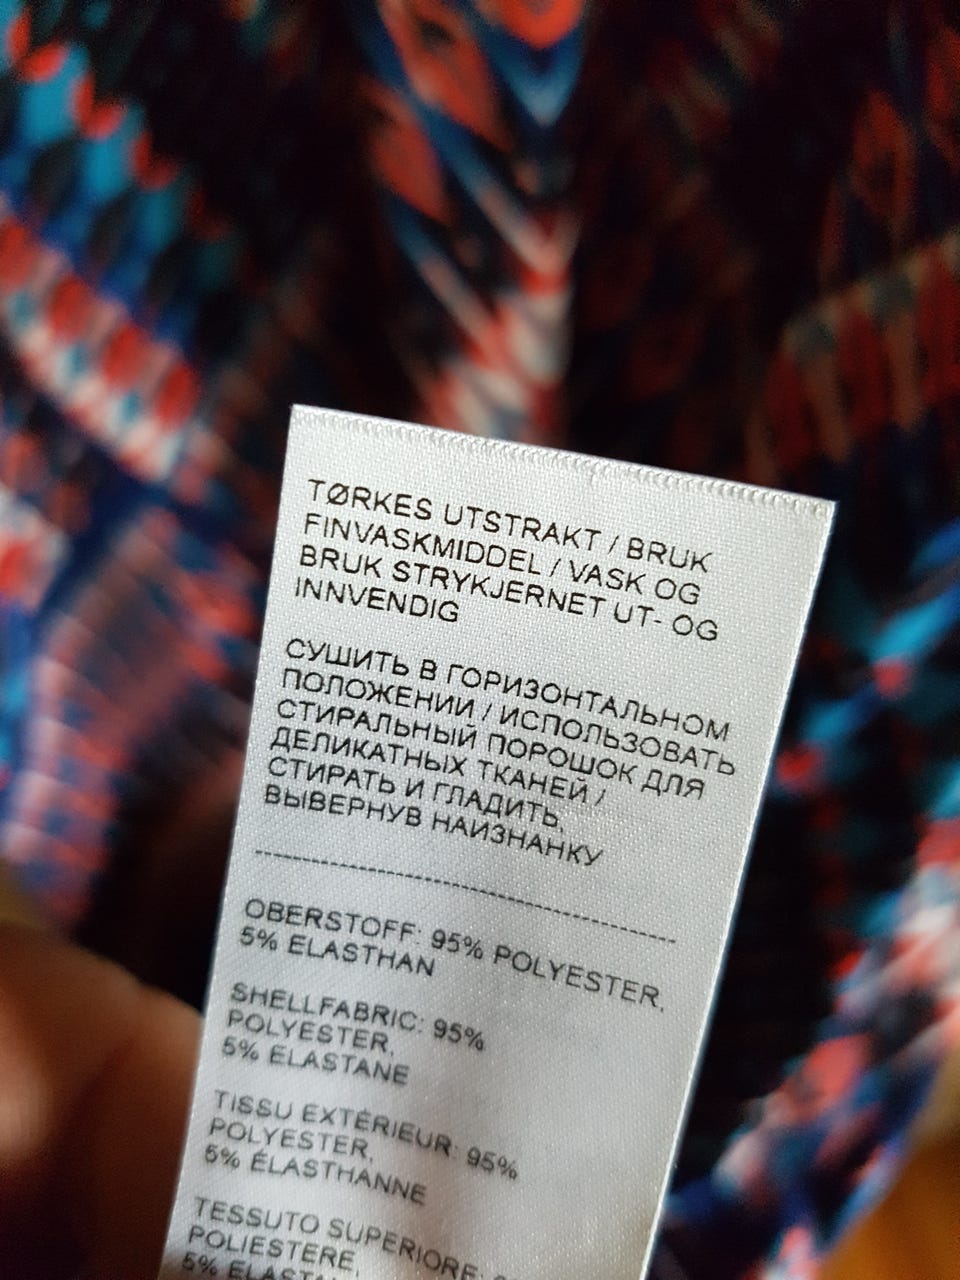 TØRKES UTSTRAKT / BRUK
FINVASKMIDDEL / VASK OG
BRUK STRYKJERNET UT- OG
INNVENDIG
СУШИТЬ В ГОРИЗОНТАЛЬНОМ
ПОЛОЖЕНИИ / ИСПОЛЬЗОВАТЬ
СТИРАЛЬНЫЙ ПОРОШОК ДЛЯ
ДЕЛИКАТНЫХ ТКАНЕЙ /
СТИРАТЬ И ГЛАДИТЬ,
ВЫВЕРНУВ НАИЗНАНКУ
OBERSTOFF: 95% POLYESTER,
5% ELASTHAN
SHELLFABRIC: 95%
POLYESTER,
5% ELASTANE
TISSU EXTÉRIEUR: 95%
POLYESTER,
5% ÉLASTHANNE
TESSUTO SUPERIORE:
POLIESTERE,
5%